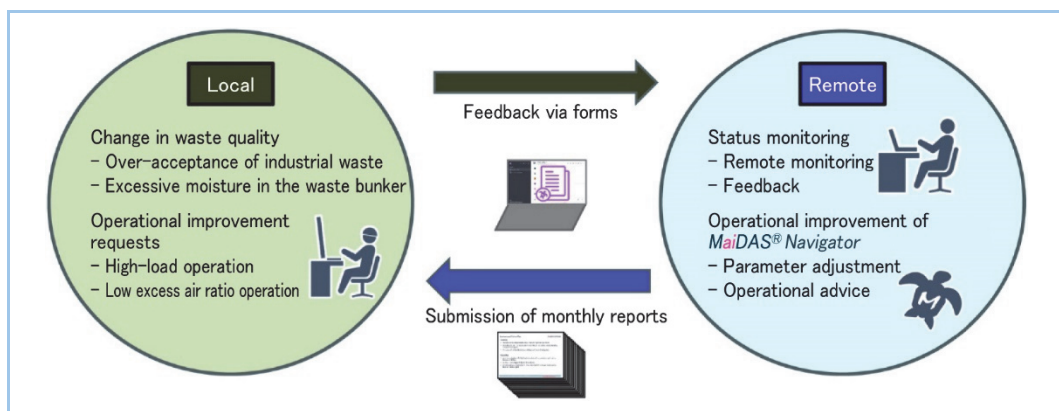 Local
Change in waste quality
– Over-acceptance of industrial waste
– Excessive moisture in the waste bunker
Operational improvement
requests
– High-load operation
– Low excess air ratio operation
Feedback via forms
Submission of monthly reports
Remote
Status monitoring
– Remote monitoring
– Feedback
Operational improvement of
MaiDAS® Navigator
– Parameter adjustment
– Operational advice
M